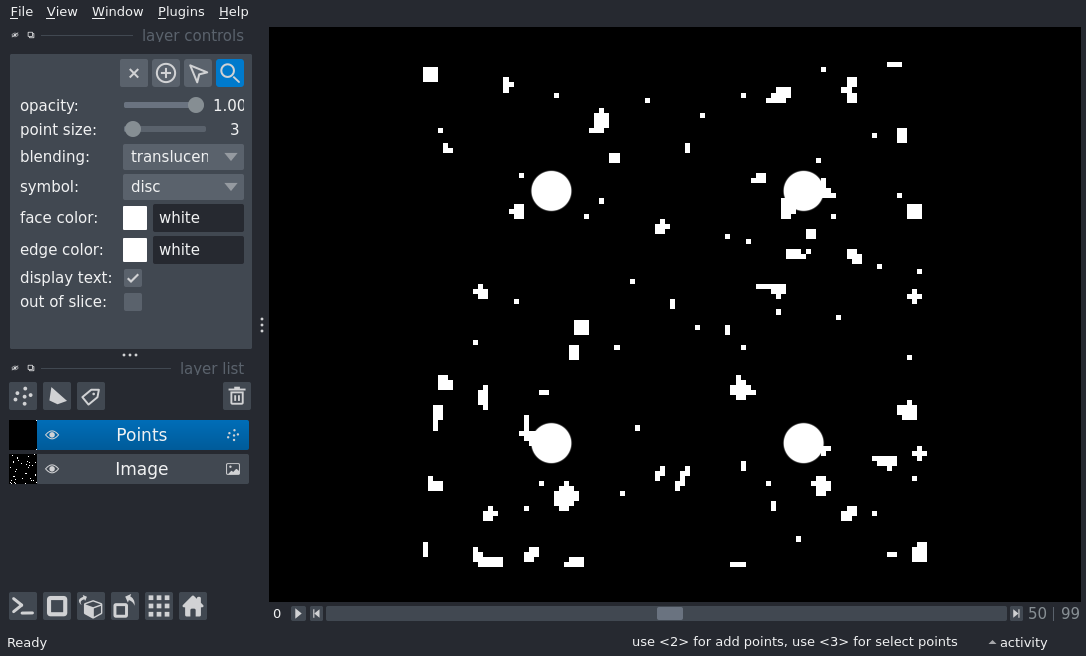 File View Window Plugins Help
layer controls
opacity: 1.00
point size: 3
blending: translucen
symbol: disc
face color: white
edge color: white
display text:
out of slice:
layer list
Points
Image
0 50 | 99
Ready use <2> for add points, use <3> for select points activity